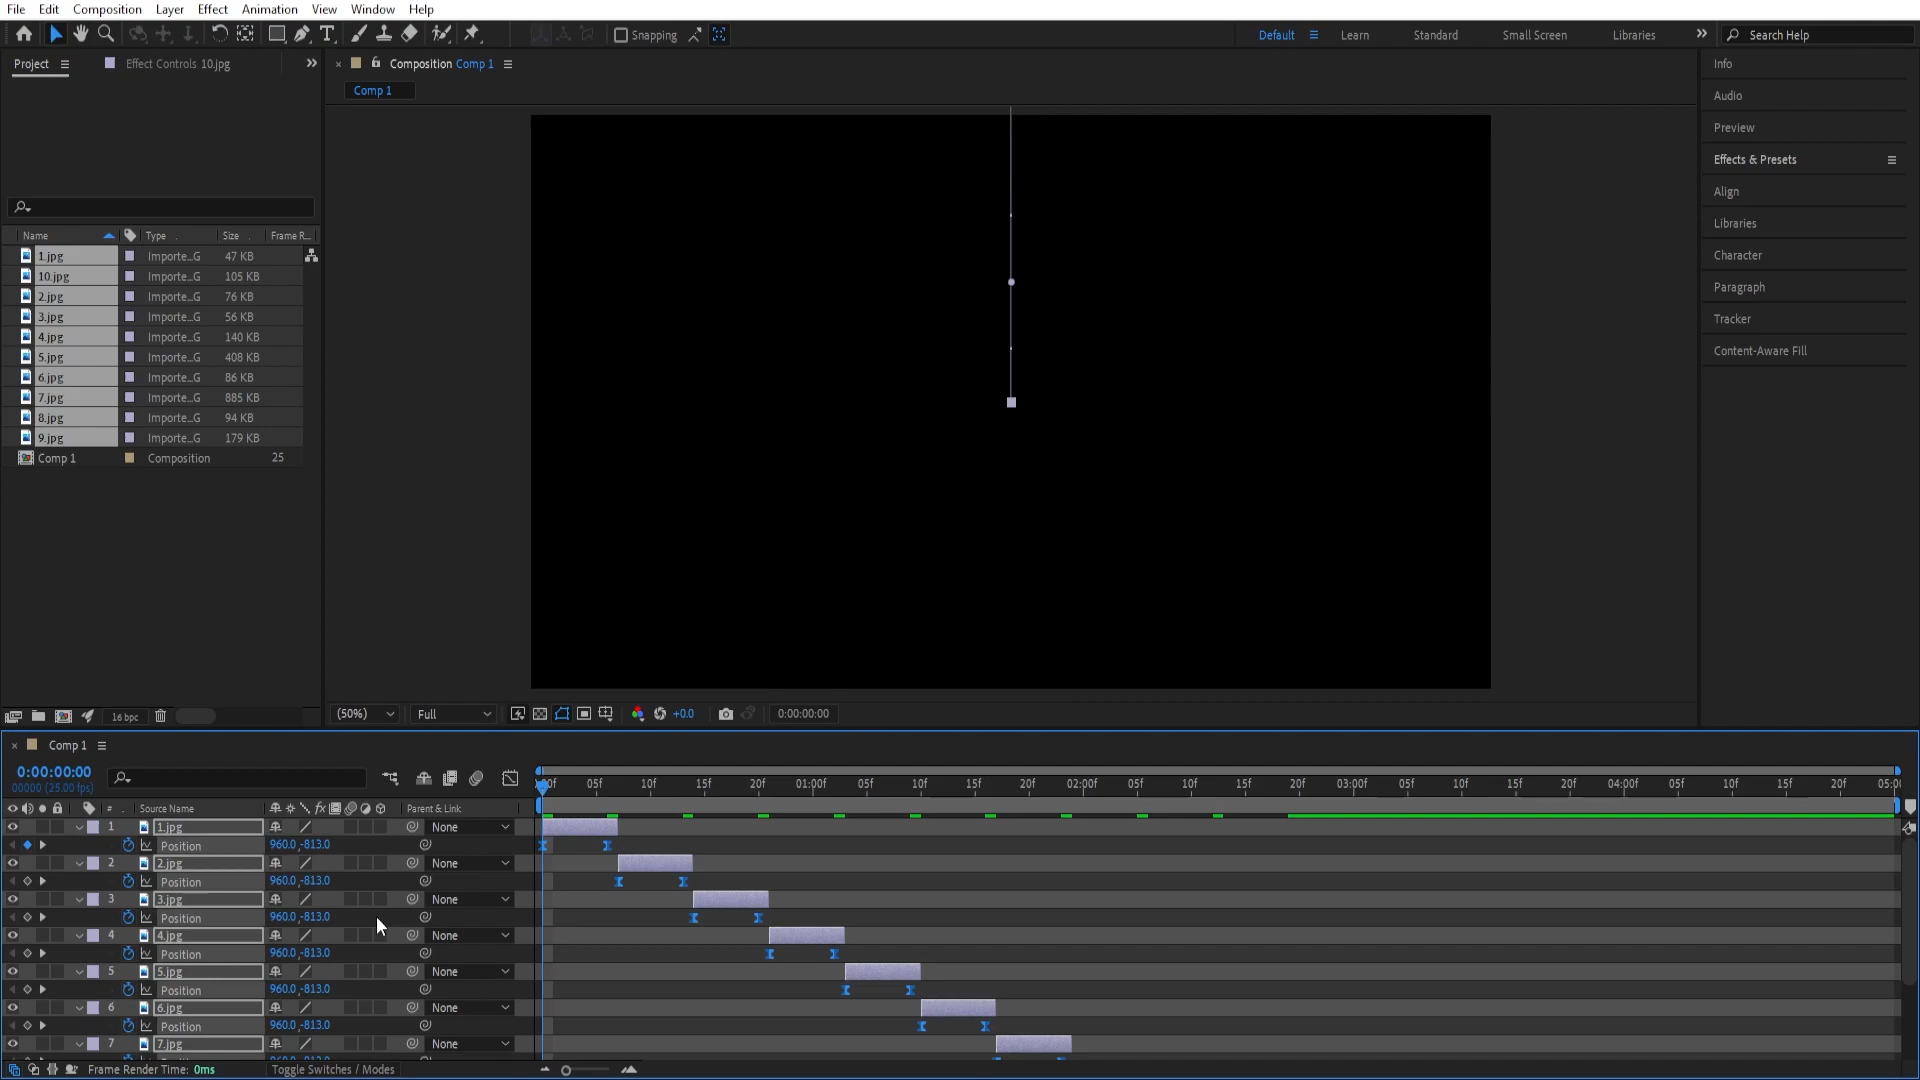 File Edit Composition Layer Effect Animation View Window Help
Snapping Default Learn Standard Small Screen Libraries Search Help
Project Effect Controls 10.jpg
Composition Comp 1
Comp 1
Name Type Size Frame R...
1.jpg Importe...G 47 KB
10.jpg Importe...G 105 KB
2.jpg Importe...G 76 KB
3.jpg Importe...G 56 KB
4.jpg Importe...G 140 KB
5.jpg Importe...G 408 KB
6.jpg Importe...G 86 KB
7.jpg Importe...G 885 KB
8.jpg Importe...G 94 KB
9.jpg Importe...G 179 KB
Comp 1 Composition 25
Info
Audio
Preview
Effects & Presets
Align
Libraries
Character
Paragraph
Tracker
Content-Aware Fill
16 bpc
(50%) Full +0.0 0:00:00:00
Comp 1
0:00:00:00
00000 (25.00 fps)
05f 10f 15f 20f 01:00f 05f 10f 15f 20f 02:00f 05f 10f 15f 20f 03:00f 05f 10f 15f 20f 04:00f 05f 10f 15f 20f
# Source Name fx Parent & Link
1 1.jpg None
Position 960.0,-813.0
2 2.jpg None
Position 960.0,-813.0
3 3.jpg None
Position 960.0,-813.0
4 4.jpg None
Position 960.0,-813.0
5 5.jpg None
Position 960.0,-813.0
6 6.jpg None
Position 960.0,-813.0
7 7.jpg None
Frame Render Time: 0ms Toggle Switches / Modes